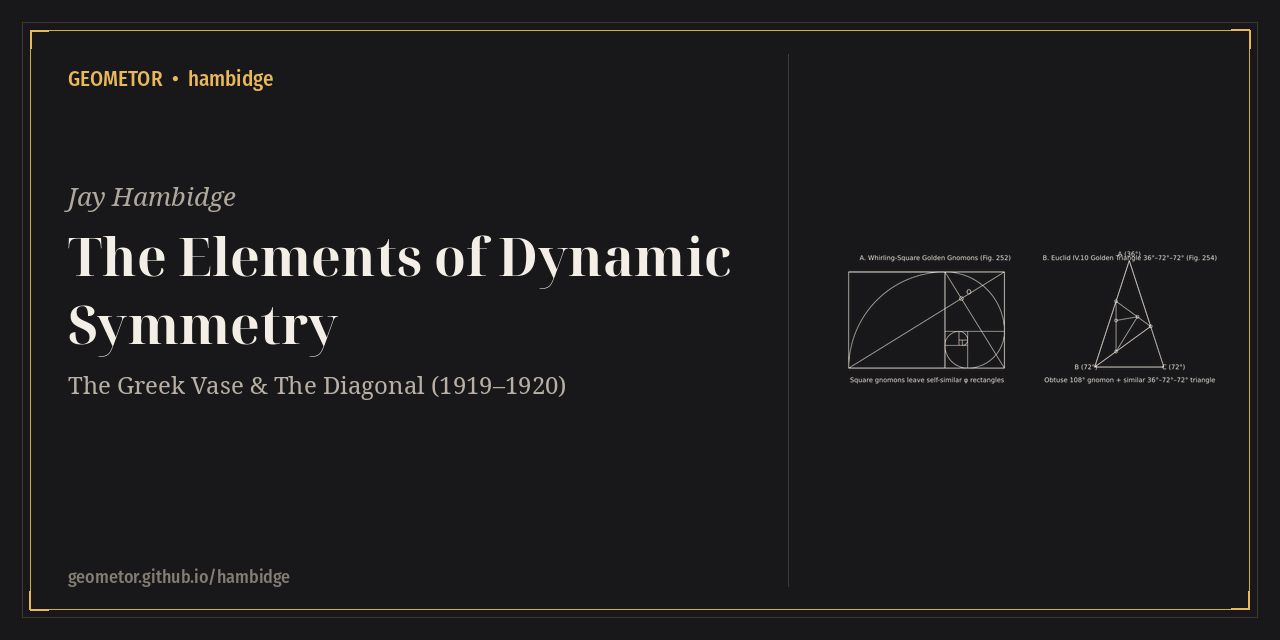 GEOMETOR • hambidge
Jay Hambidge
The Elements of Dynamic
Symmetry
The Greek Vase & The Diagonal (1919–1920)
geometor.github.io/hambidge
A. Whirling-Square Golden Gnomons (Fig. 252)
O
Square gnomons leave self-similar φ rectangles
A (36°)
B. Euclid IV.10 Golden Triangle 36°–72°–72° (Fig. 254)
B (72°)
C (72°)
Obtuse 108° gnomon + similar 36°–72°–72° triangle